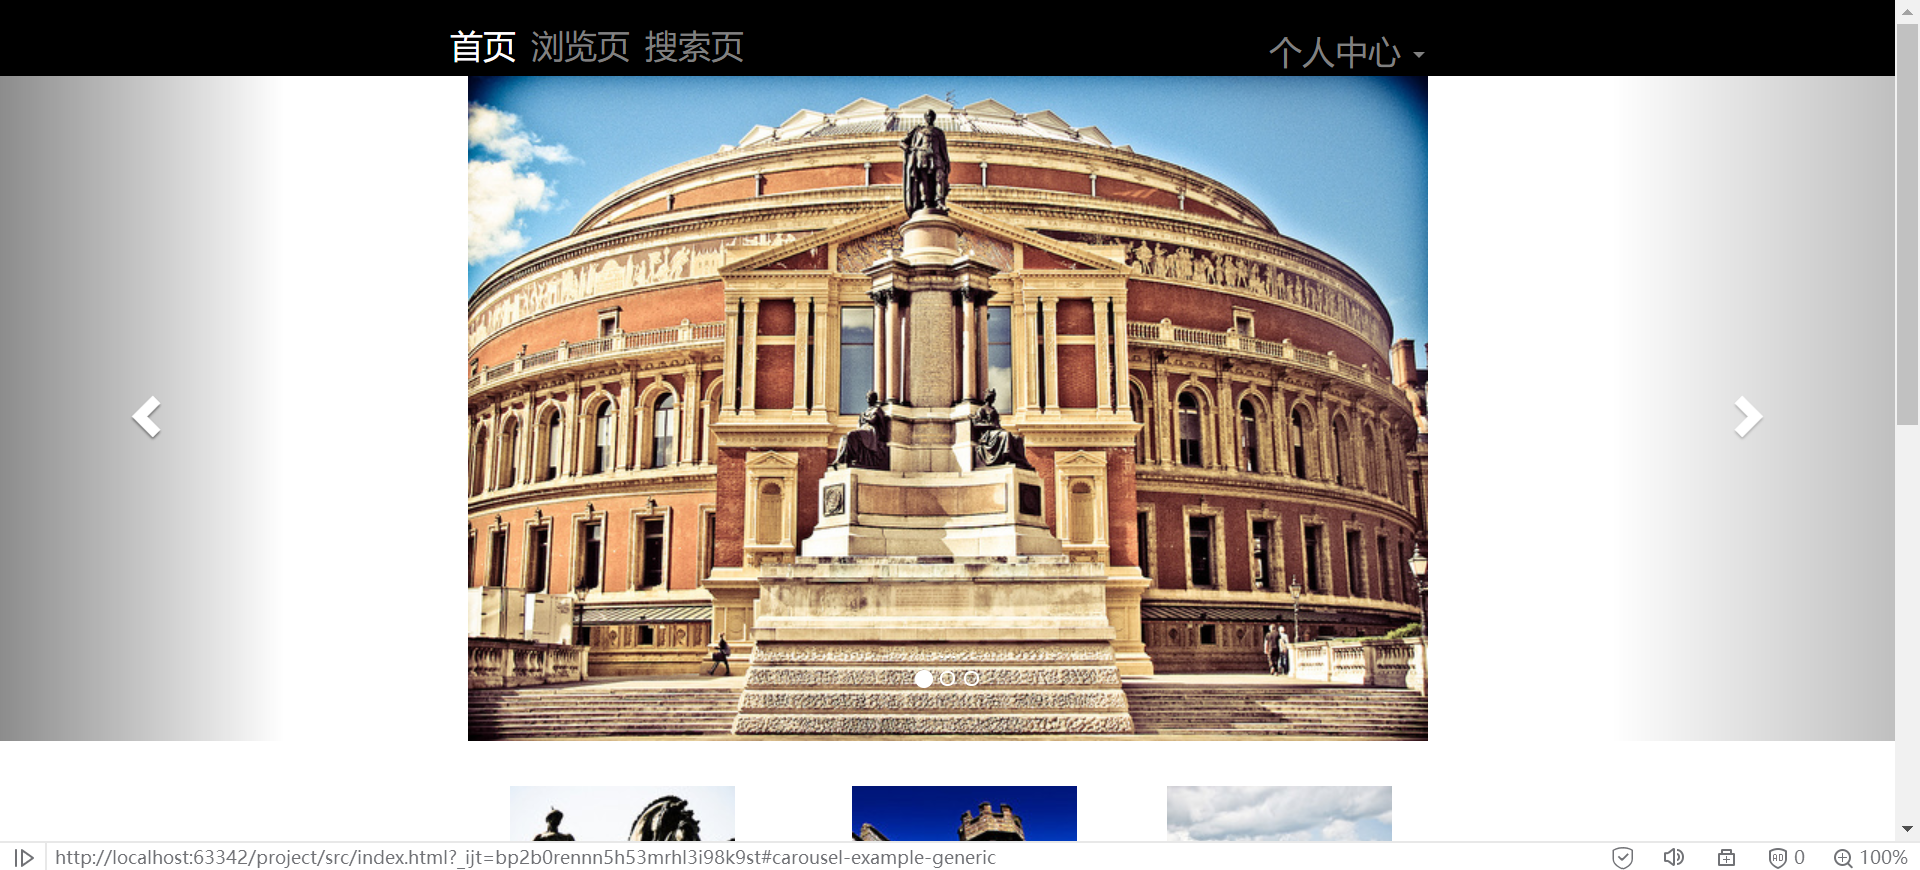 首页 浏览页 搜索页 个人中心
http://localhost:63342/project/src/index.html?_ijt=bp2b0rennn5h53mrhl3i98k9st#carousel-example-generic 0 100%